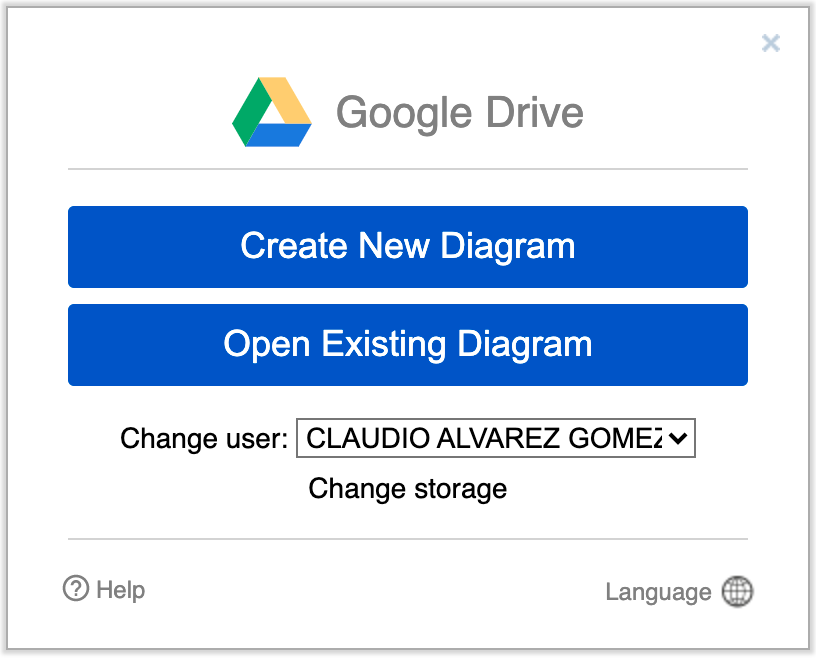 Google Drive
Create New Diagram
Open Existing Diagram
Change user: CLAUDIO ALVAREZ GOMEZ
Change storage
? Help
Language